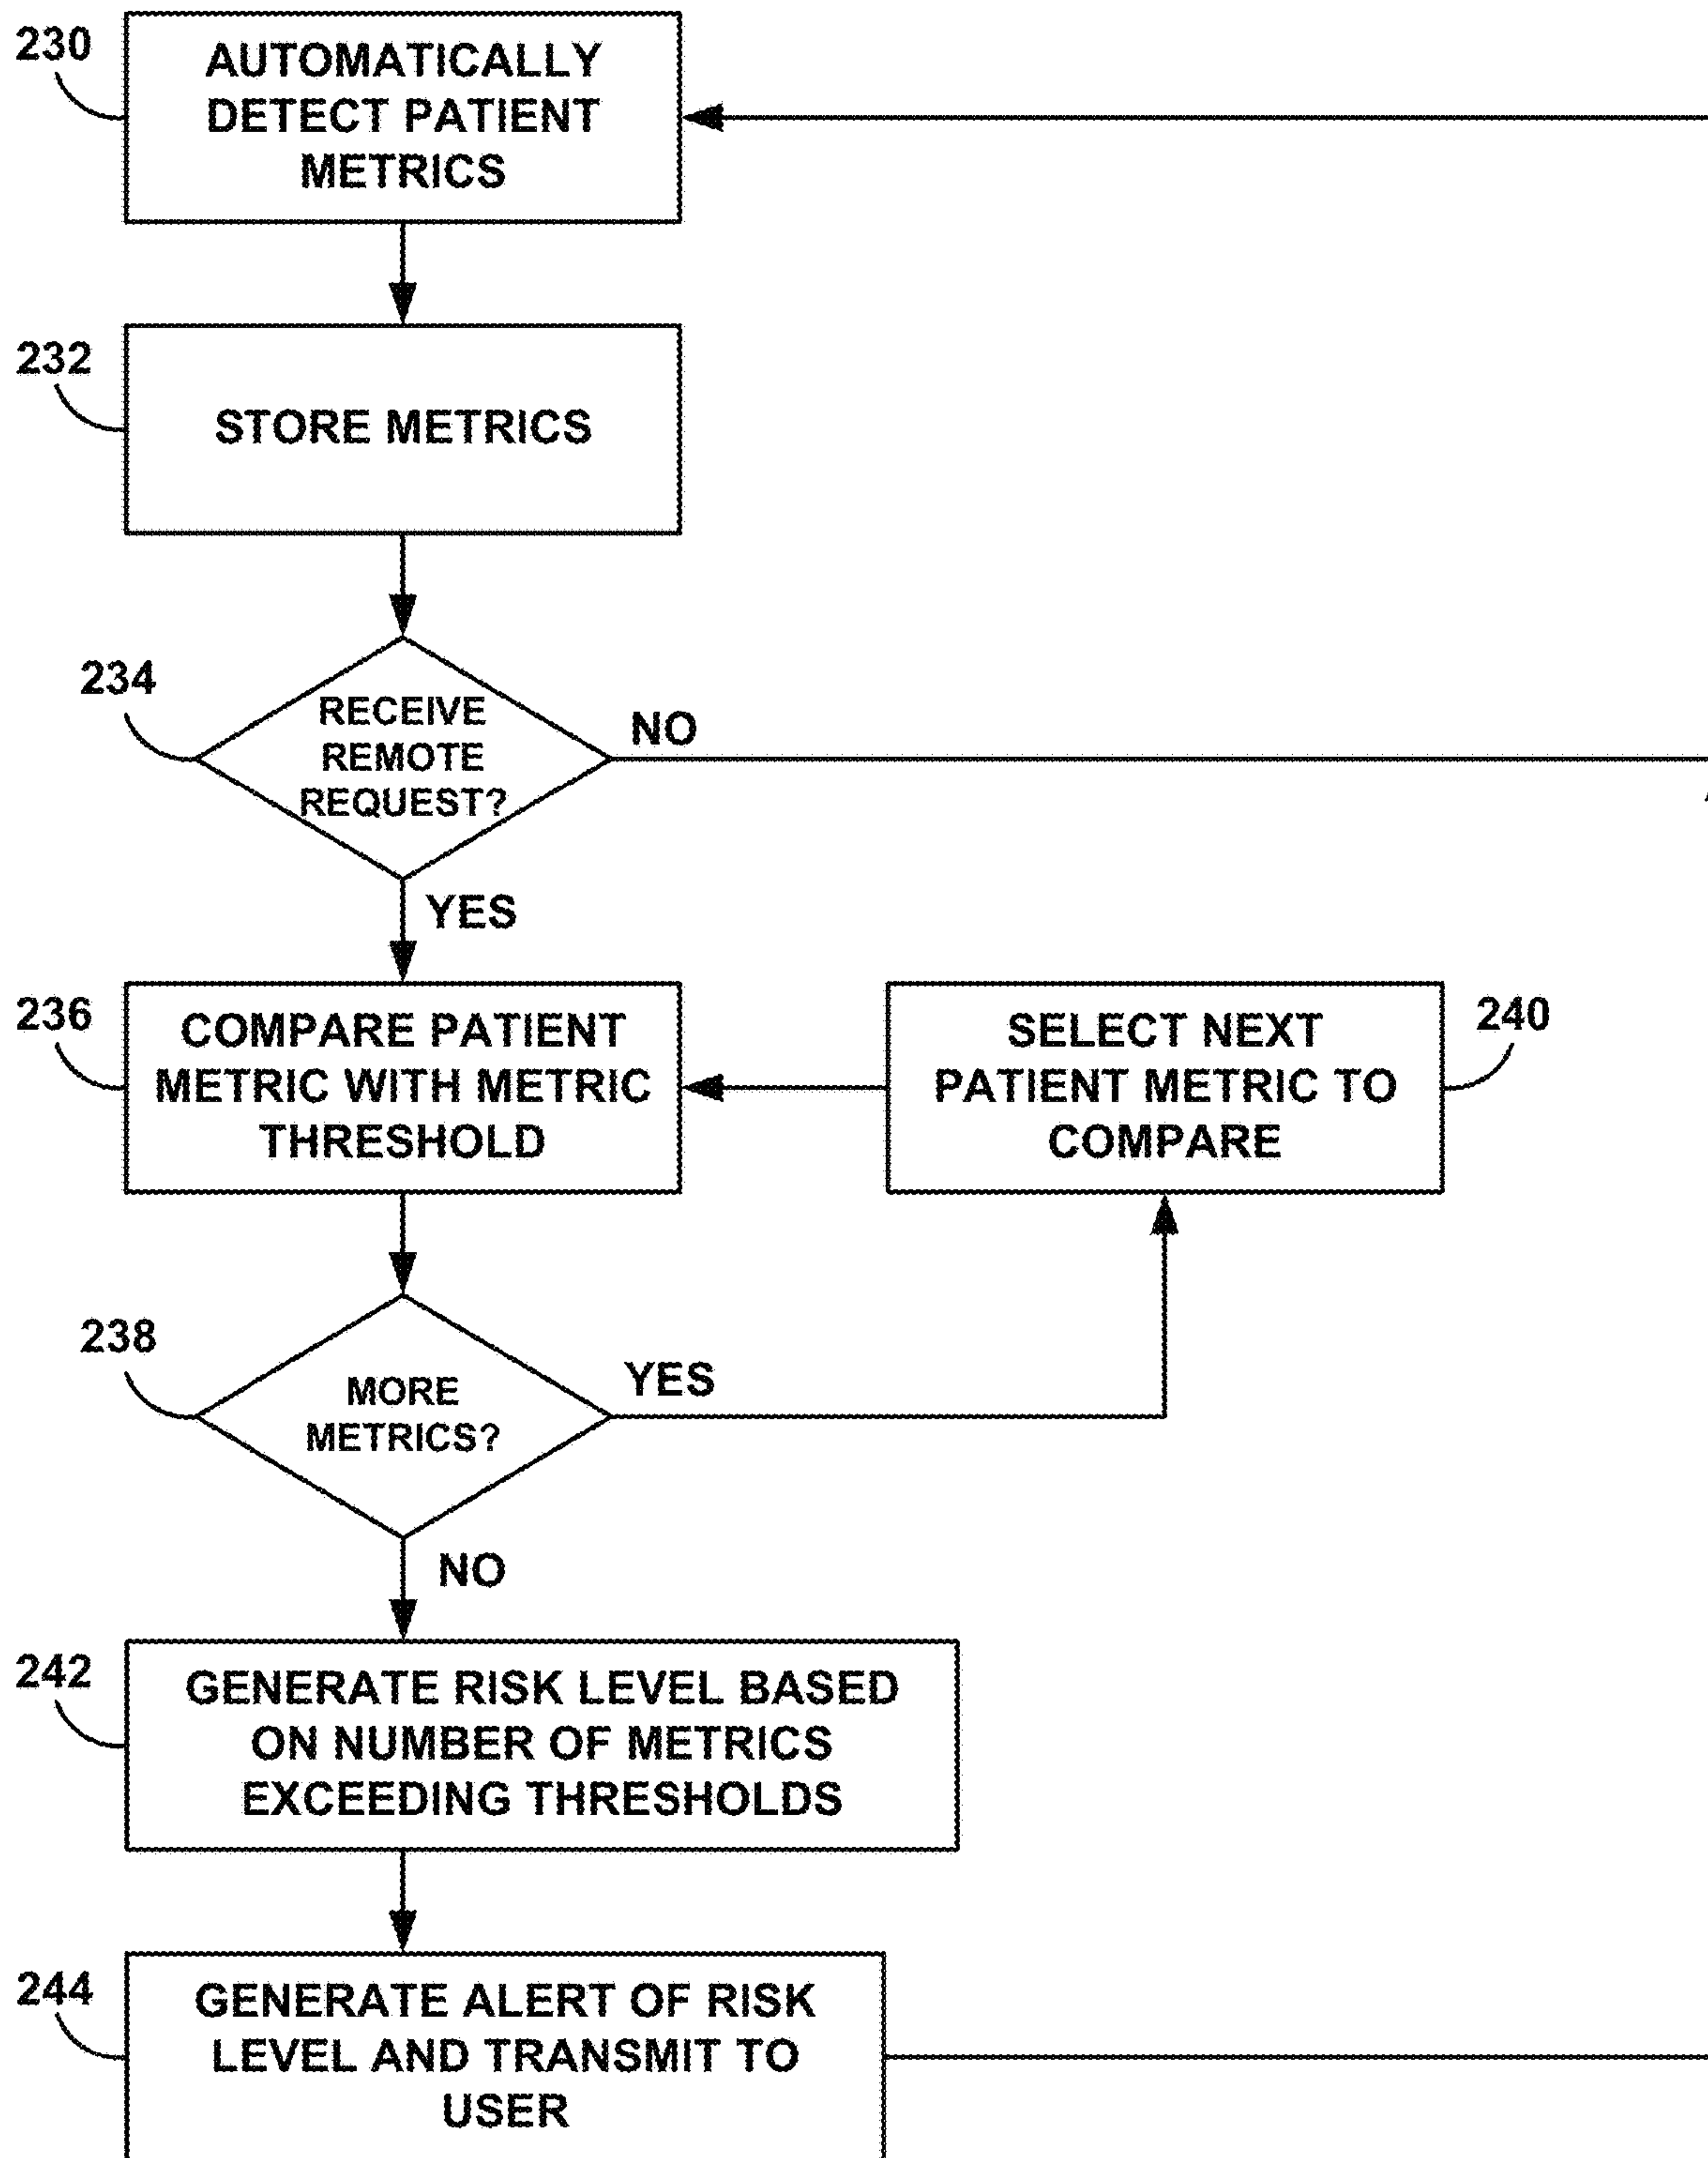 230
AUTOMATICALLY
DETECT PATIENT
METRICS
232
STORE METRICS
234
RECEIVE
REMOTE
REQUEST?
NO
YES
236
COMPARE PATIENT
METRIC WITH METRIC
THRESHOLD
SELECT NEXT
PATIENT METRIC TO
COMPARE
240
238
MORE
METRICS?
YES
NO
242
GENERATE RISK LEVEL BASED
ON NUMBER OF METRICS
EXCEEDING THRESHOLDS
244
GENERATE ALERT OF RISK
LEVEL AND TRANSMIT TO
USER